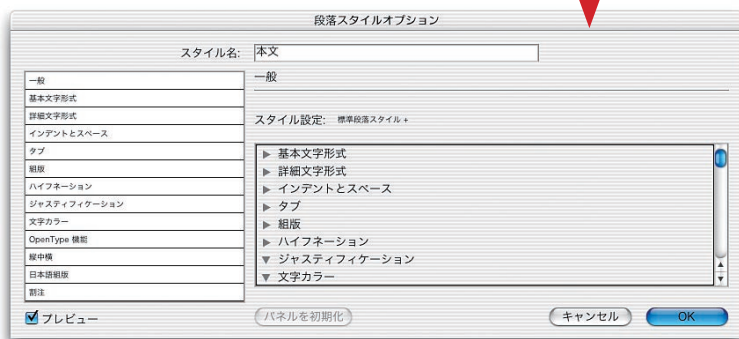 段落スタイルオプション
スタイル名: 本文
一般
基本文字形式
詳細文字形式
インデントとスペース
タブ
組版
ハイフネーション
ジャスティフィケーション
文字カラー
OpenType 機能
縦中横
日本語組版
割注
一般
スタイル設定: 標準段落スタイル +
基本文字形式
詳細文字形式
インデントとスペース
タブ
組版
ハイフネーション
ジャスティフィケーション
文字カラー
プレビュー
パネルを初期化
キャンセル
OK